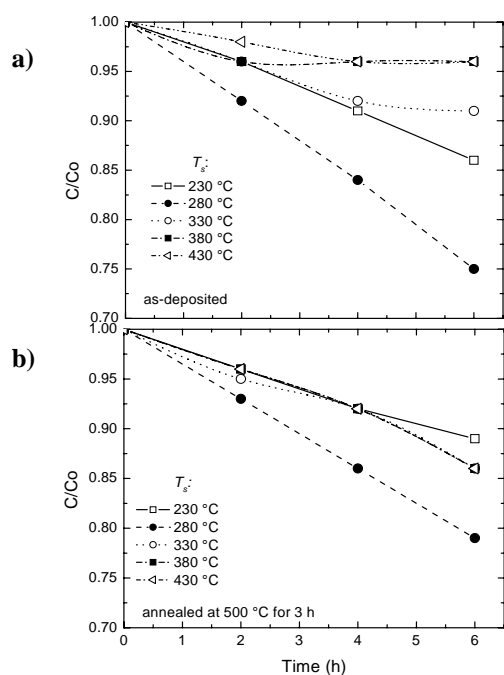 a)
1.00
0.95
0.90
0.85
0.80
0.75
0.70
C/Co
Ts:
230 °C
280 °C
330 °C
380 °C
430 °C
as-deposited
b)
1.00
0.95
0.90
0.85
0.80
0.75
0.70
C/Co
Ts:
230 °C
280 °C
330 °C
380 °C
430 °C
annealed at 500 °C for 3 h
0 1 2 3 4 5 6
Time (h)